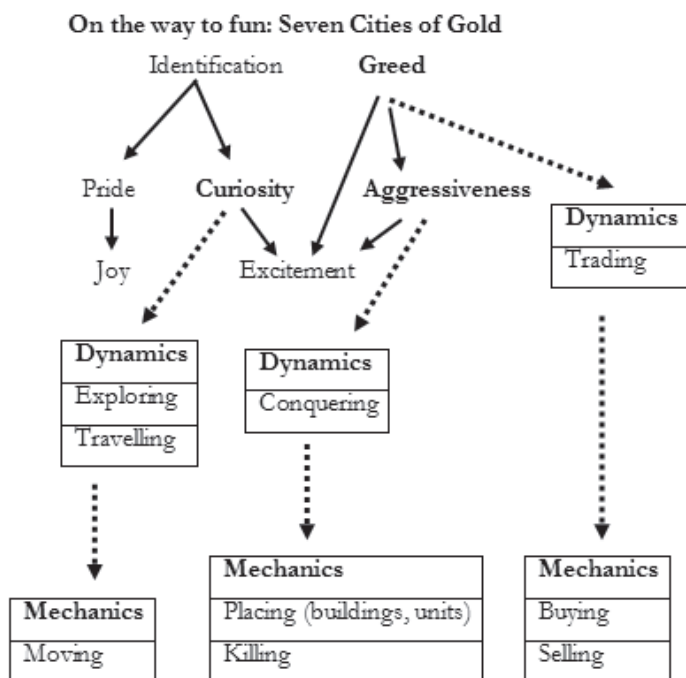 On the way to fun: Seven Cities of Gold
Identification Greed
Pride Curiosity Aggressiveness
Joy Excitement
Dynamics
Trading
Dynamics
Exploring
Travelling
Dynamics
Conquering
Mechanics
Moving
Mechanics
Placing (buildings, units)
Killing
Mechanics
Buying
Selling